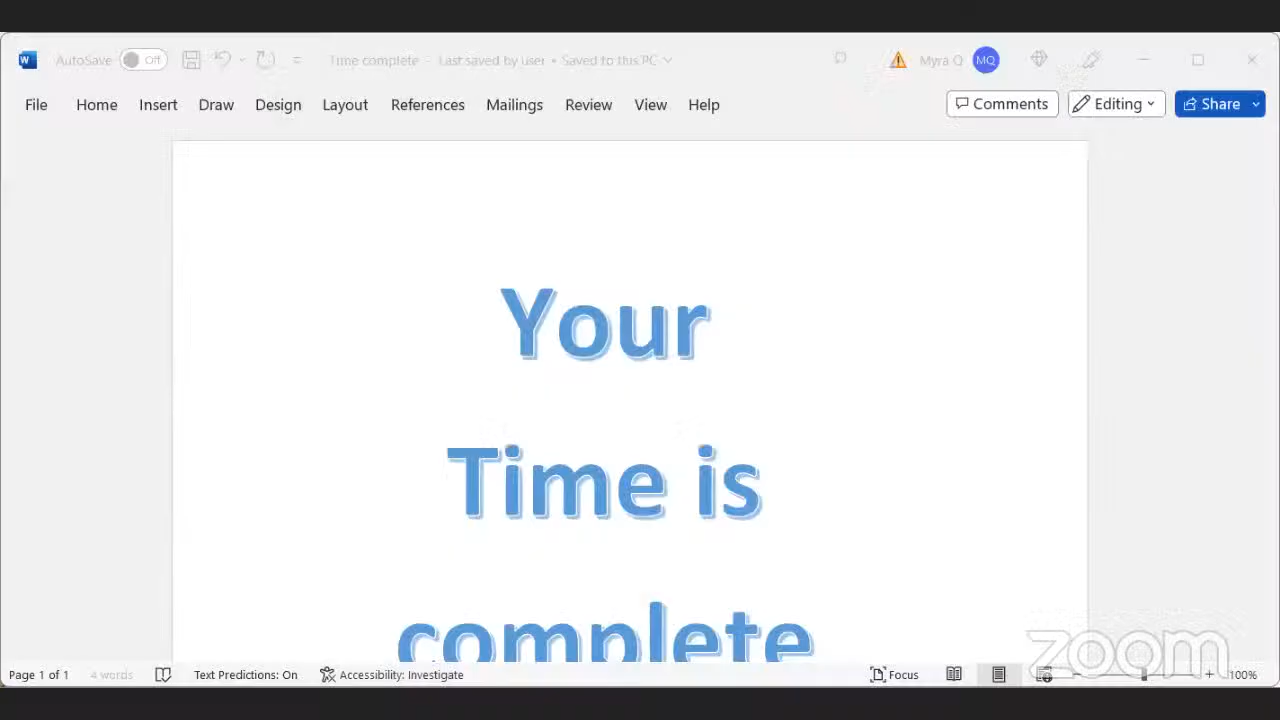 W AutoSave Off Time complete - Last saved by user • Saved to this PC Myra Q MQ
File Home Insert Draw Design Layout References Mailings Review View Help Comments Editing Share
Your
Time is
complete
Page 1 of 1 4 words Text Predictions: On Accessibility: Investigate Focus 100%
zoom